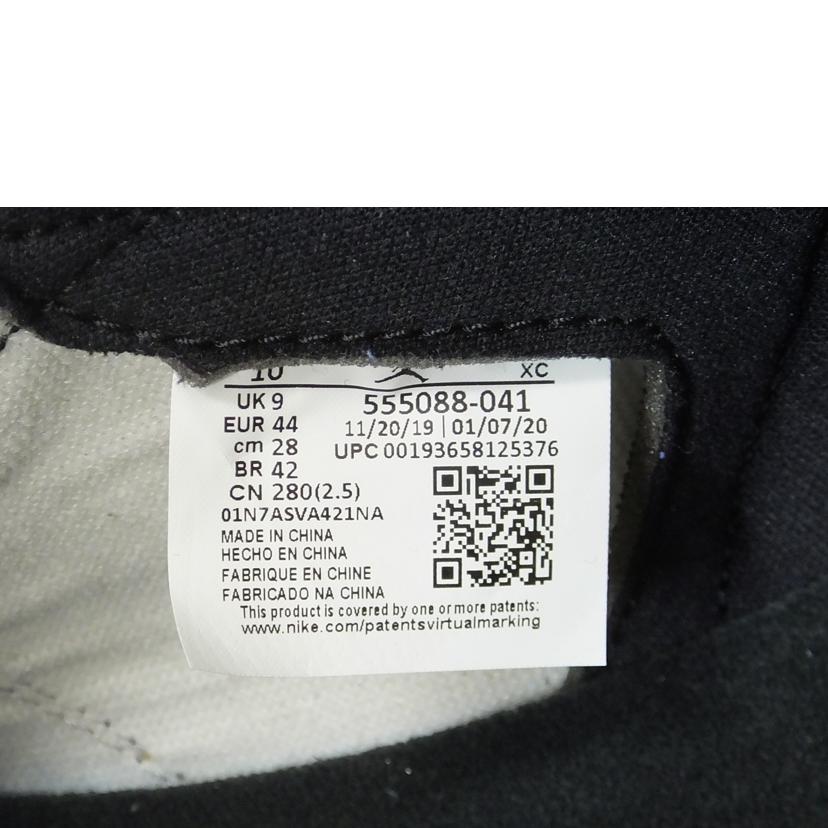 10
XC
UK 9
555088-041
EUR 44
11/20/19 | 01/07/20
cm 28
UPC 00193658125376
BR 42
CN 280(2.5)
01N7ASVA421NA
MADE IN CHINA
HECHO EN CHINA
FABRIQUE EN CHINE
FABRICADO NA CHINA
This product is covered by one or more patents:
www.nike.com/patentsvirtualmarking